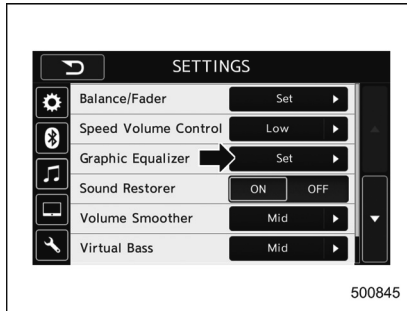 SETTINGS
Balance/Fader Set
Speed Volume Control Low
Graphic Equalizer Set
Sound Restorer ON OFF
Volume Smoother Mid
Virtual Bass Mid
500845